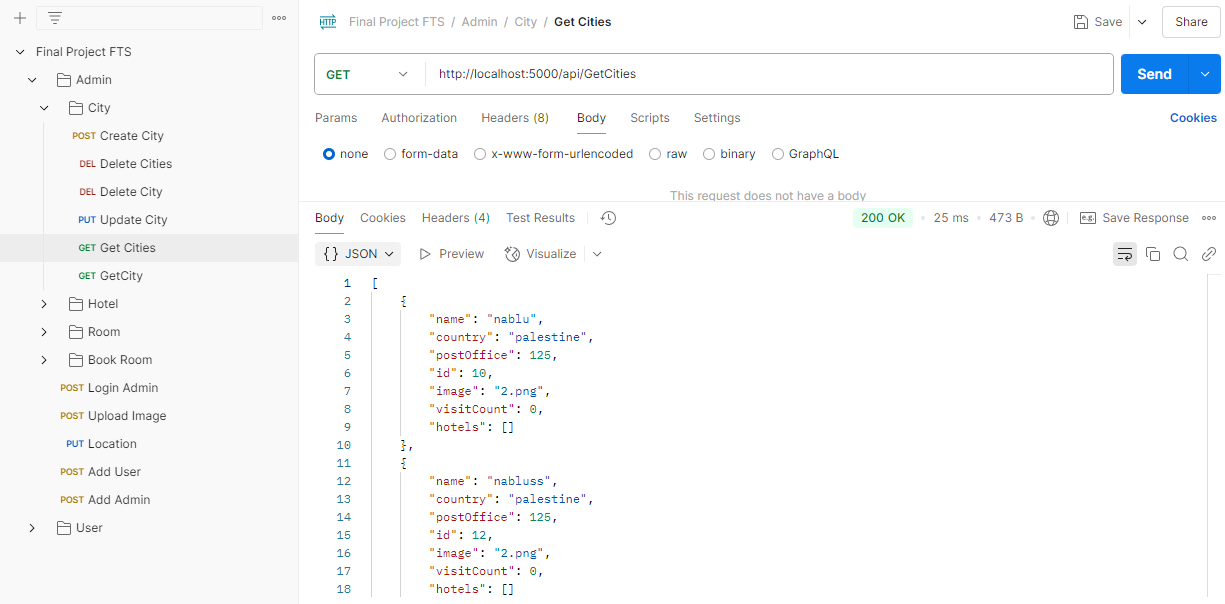 Final Project FTS
Admin
City
POST Create City
DEL Delete Cities
DEL Delete City
PUT Update City
GET Get Cities
GET GetCity
Hotel
Room
Book Room
POST Login Admin
POST Upload Image
PUT Location
POST Add User
POST Add Admin
User
HTTP Final Project FTS / Admin / City / Get Cities
Save
Share
GET http://localhost:5000/api/GetCities
Send
Params Authorization Headers (8) Body Scripts Settings Cookies
none form-data x-www-form-urlencoded raw binary GraphQL
This request does not have a body
Body Cookies Headers (4) Test Results 200 OK • 25 ms • 473 B • e.g. Save Response
{} JSON Preview Visualize
1 [
2 {
3 "name": "nablu",
4 "country": "palestine",
5 "postOffice": 125,
6 "id": 10,
7 "image": "2.png",
8 "visitCount": 0,
9 "hotels": []
10 },
11 {
12 "name": "nabluss",
13 "country": "palestine",
14 "postOffice": 125,
15 "id": 12,
16 "image": "2.png",
17 "visitCount": 0,
18 "hotels": []